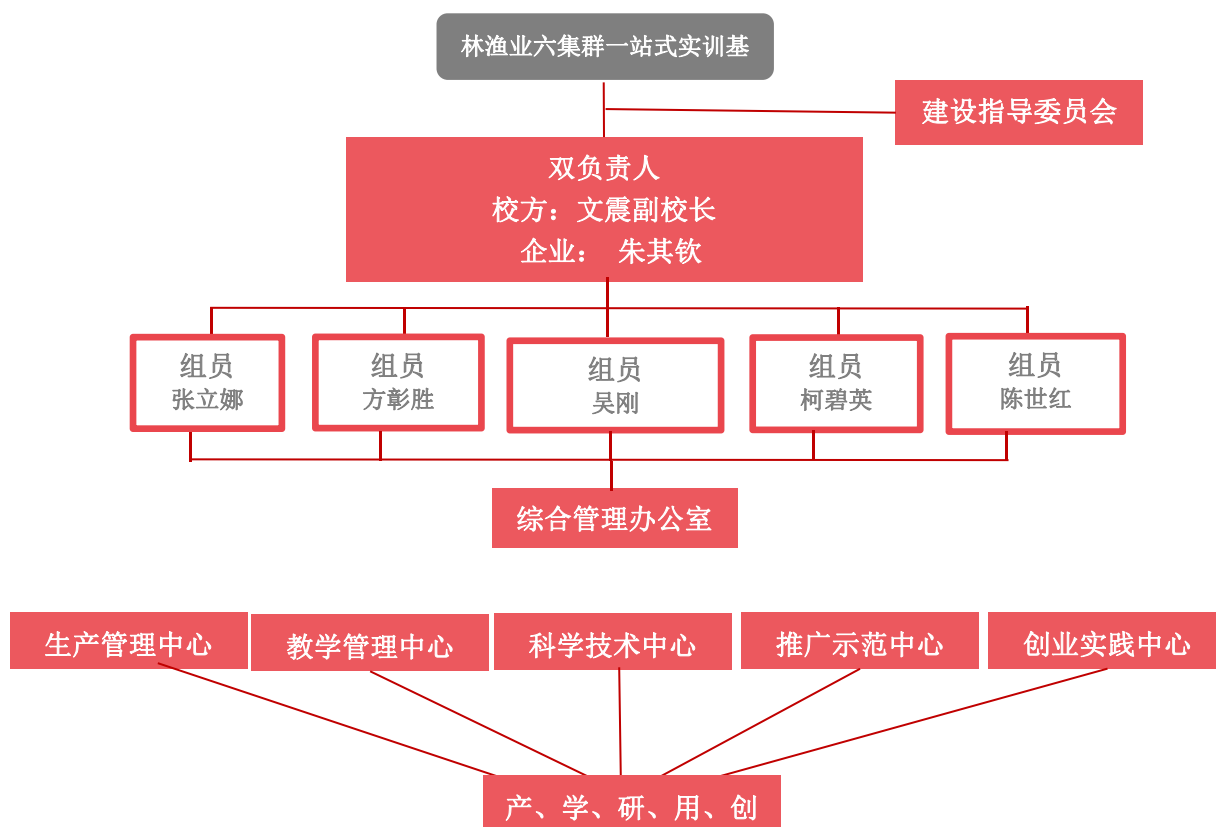 林渔业六集群一站式实训基
建设指导委员会
双负责人
校方：文震副校长
企业： 朱其钦
组员
张立娜
组员
方彰胜
组员
吴刚
组员
柯碧英
组员
陈世红
综合管理办公室
生产管理中心
教学管理中心
科学技术中心
推广示范中心
创业实践中心
产、学、研、用、创